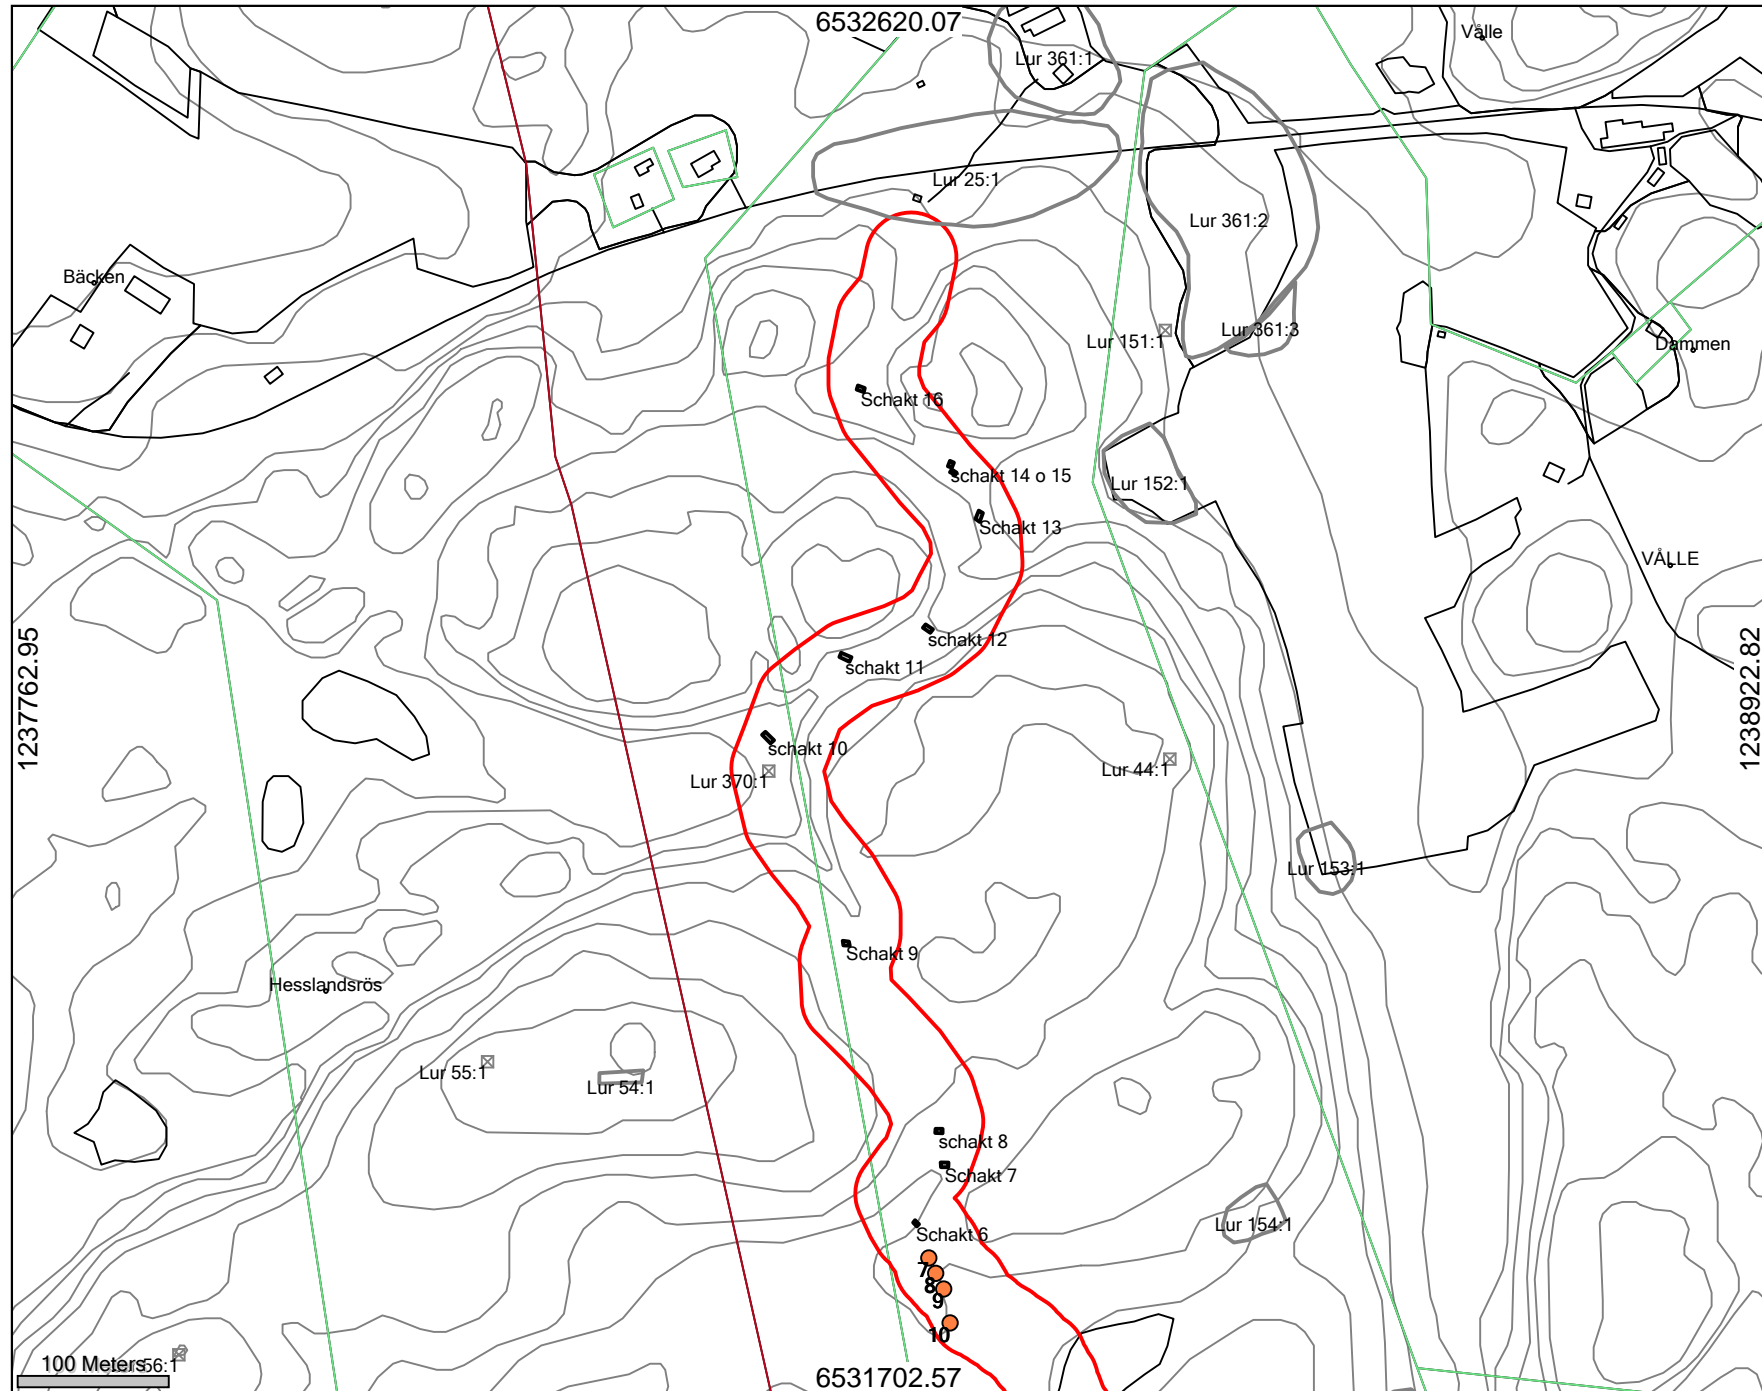 6532620.07
Vålle
Lur 361:1
Lur 25:1
Lur 361:2
Bäcken
Lur 151:1
Lur 361:3
Dammen
Schakt 16
schakt 14 o 15
Lur 152:1
Schakt 13
VÅLLE
1237762.95
1238922.82
schakt 12
schakt 11
schakt 10
Lur 370:1
Lur 44:1
Lur 153:1
Schakt 9
Hesslandsrös
Lur 55:1
Lur 54:1
schakt 8
Schakt 7
Lur 154:1
Schakt 6
7
8
9
10
100 Meters
56:1
6531702.57